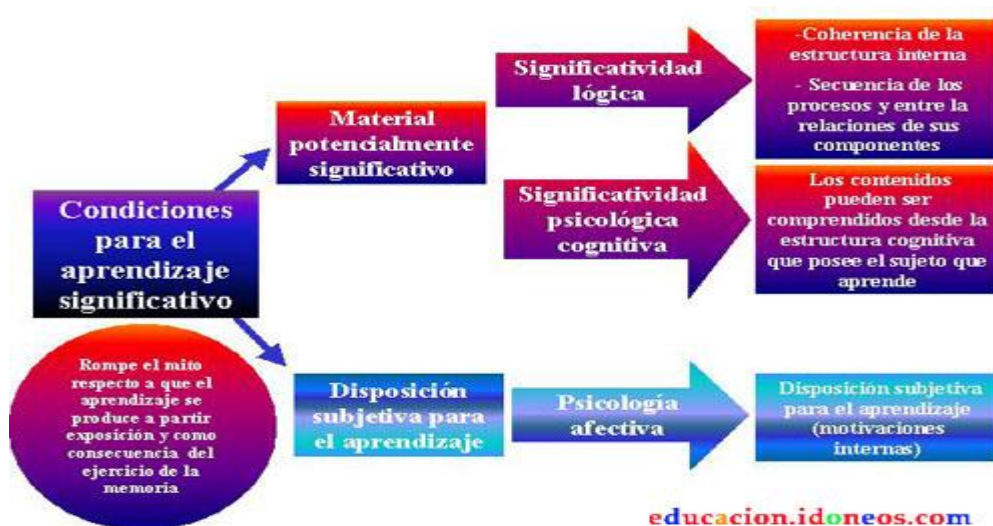 Condiciones
para el
aprendizaje
significativo
Rompe el mito
respecto a que el
aprendizaje se
produce a partir
exposición y como
consecuencia del
ejercicio de la
memoria
Material
potencialmente
significativo
Significatividad
lógica
-Coherencia de la
estructura interna
- Secuencia de los
procesos y entre la
relaciones de sus
componentes
Significatividad
psicológica
cognitiva
Los contenidos
pueden ser
comprendidos desde la
estructura cognitiva
que posee el sujeto que
aprende
Disposición
subjetiva para
el aprendizaje
Psicología
afectiva
Disposición subjetiva
para el aprendizaje
(motivaciones
internas)
educacion.idoneos.com